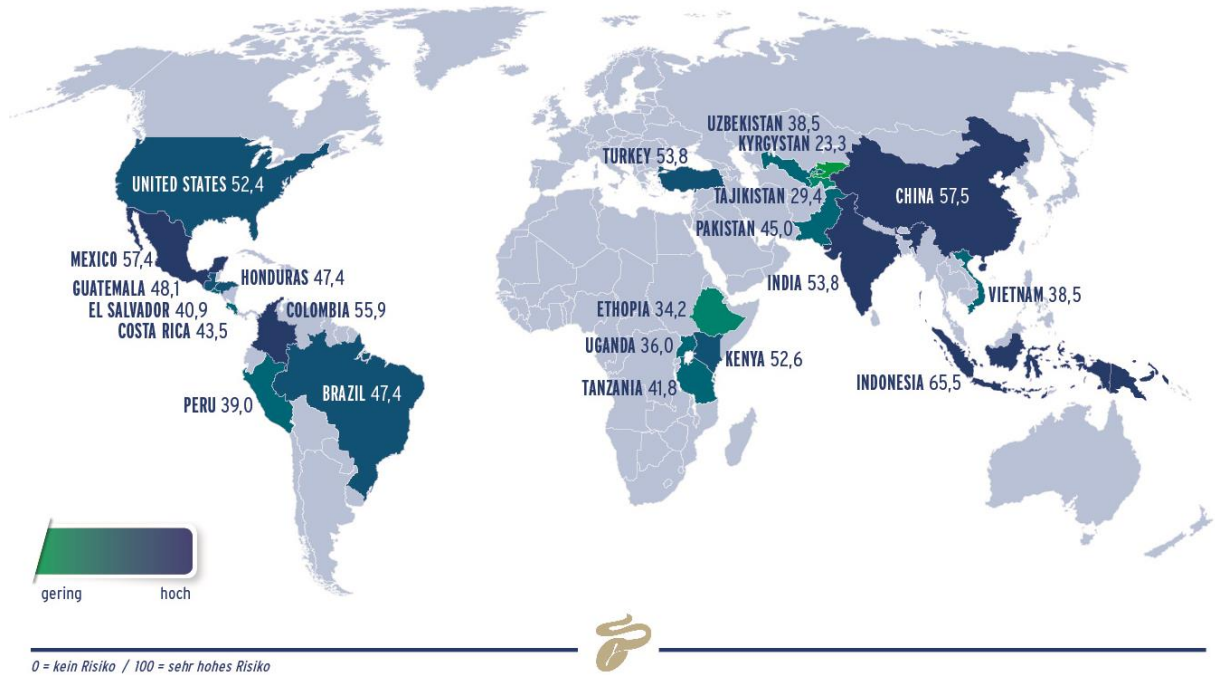 UZBEKISTAN 38,5
KYRGYSTAN 23,3
TURKEY 53,8
UNITED STATES 52,4
TAJIKISTAN 29,4
CHINA 57,5
PAKISTAN 45,0
MEXICO 57,4
HONDURAS 47,4
INDIA 53,8
GUATEMALA 48,1
VIETNAM 38,5
EL SALVADOR 40,9
COLOMBIA 55,9
ETHOPIA 34,2
COSTA RICA 43,5
UGANDA 36,0
KENYA 52,6
INDONESIA 65,5
TANZANIA 41,8
BRAZIL 47,4
PERU 39,0
gering
hoch
0 = kein Risiko / 100 = sehr hohes Risiko